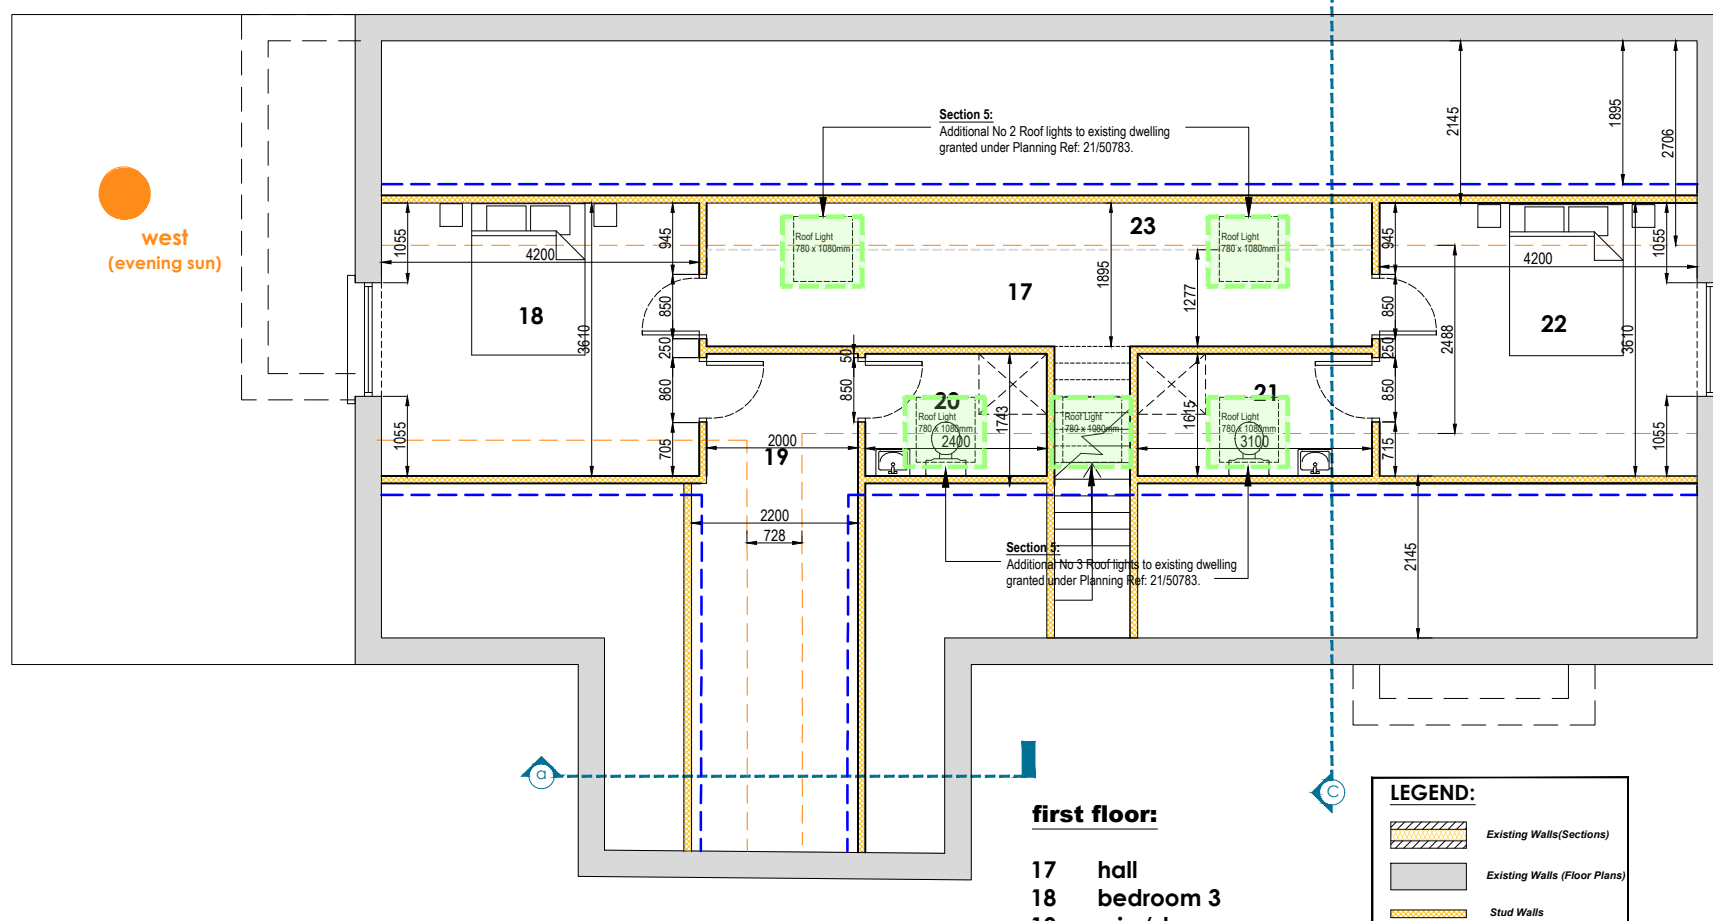 Section 5:
Additional No 2 Roof lights to existing dwelling
granted under Planning Ref: 21/50783.
2145
1895
2706
west
(evening sun)
1055
4200
945
Roof Light
780 x 1080mm
23
1895
Roof Light
780 x 1080mm
945
4200
1055
18
3610
850
17
1277
850
2488
22
3610
250
50
250
860
850
20
Roof Light
780 x 1080mm
2400
1743
Roof Light
780 x 1080mm
1615
21
Roof Light
780 x 1080mm
3100
850
1055
705
2000
19
715
1055
2200
728
Section 5:
Additional No 3 Roof lights to existing dwelling
granted under Planning Ref: 21/50783.
2145
a
C
first floor:
17 hall
18 bedroom 3
LEGEND:
Existing Walls(Sections)
Existing Walls (Floor Plans)
Stud Walls